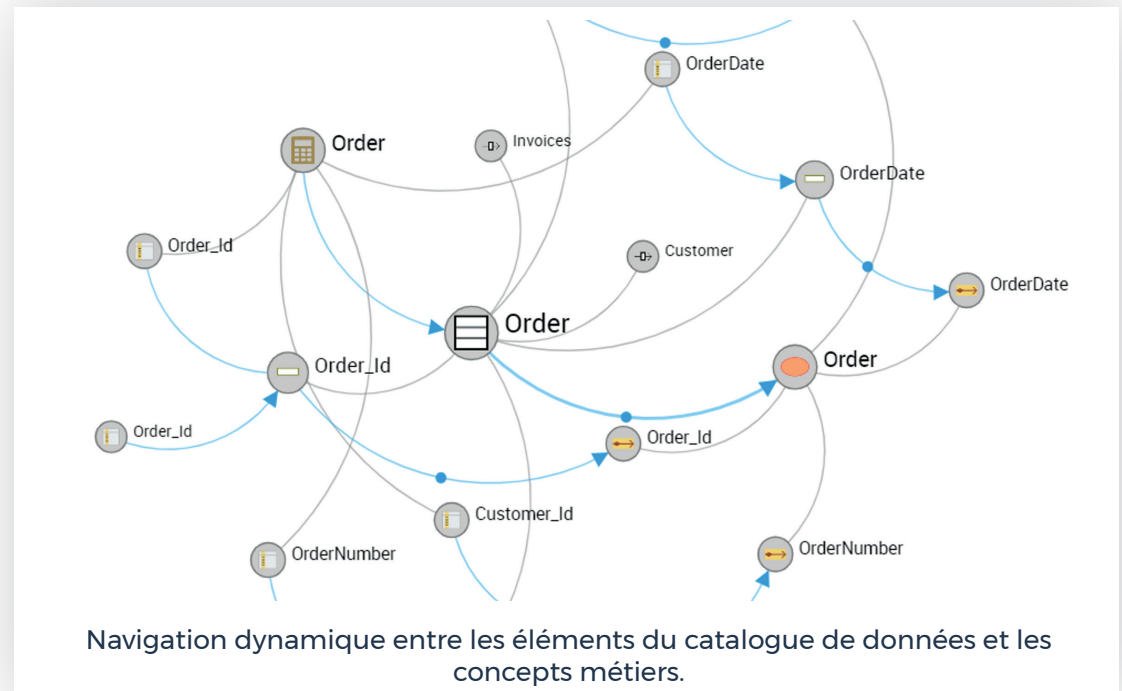 OrderDate
Order
Invoices
OrderDate
Order_Id
Customer
OrderDate
Order
Order
Order_Id
Order_Id
Order_Id
Customer_Id
OrderNumber
OrderNumber
Navigation dynamique entre les éléments du catalogue de données et les
concepts métiers.